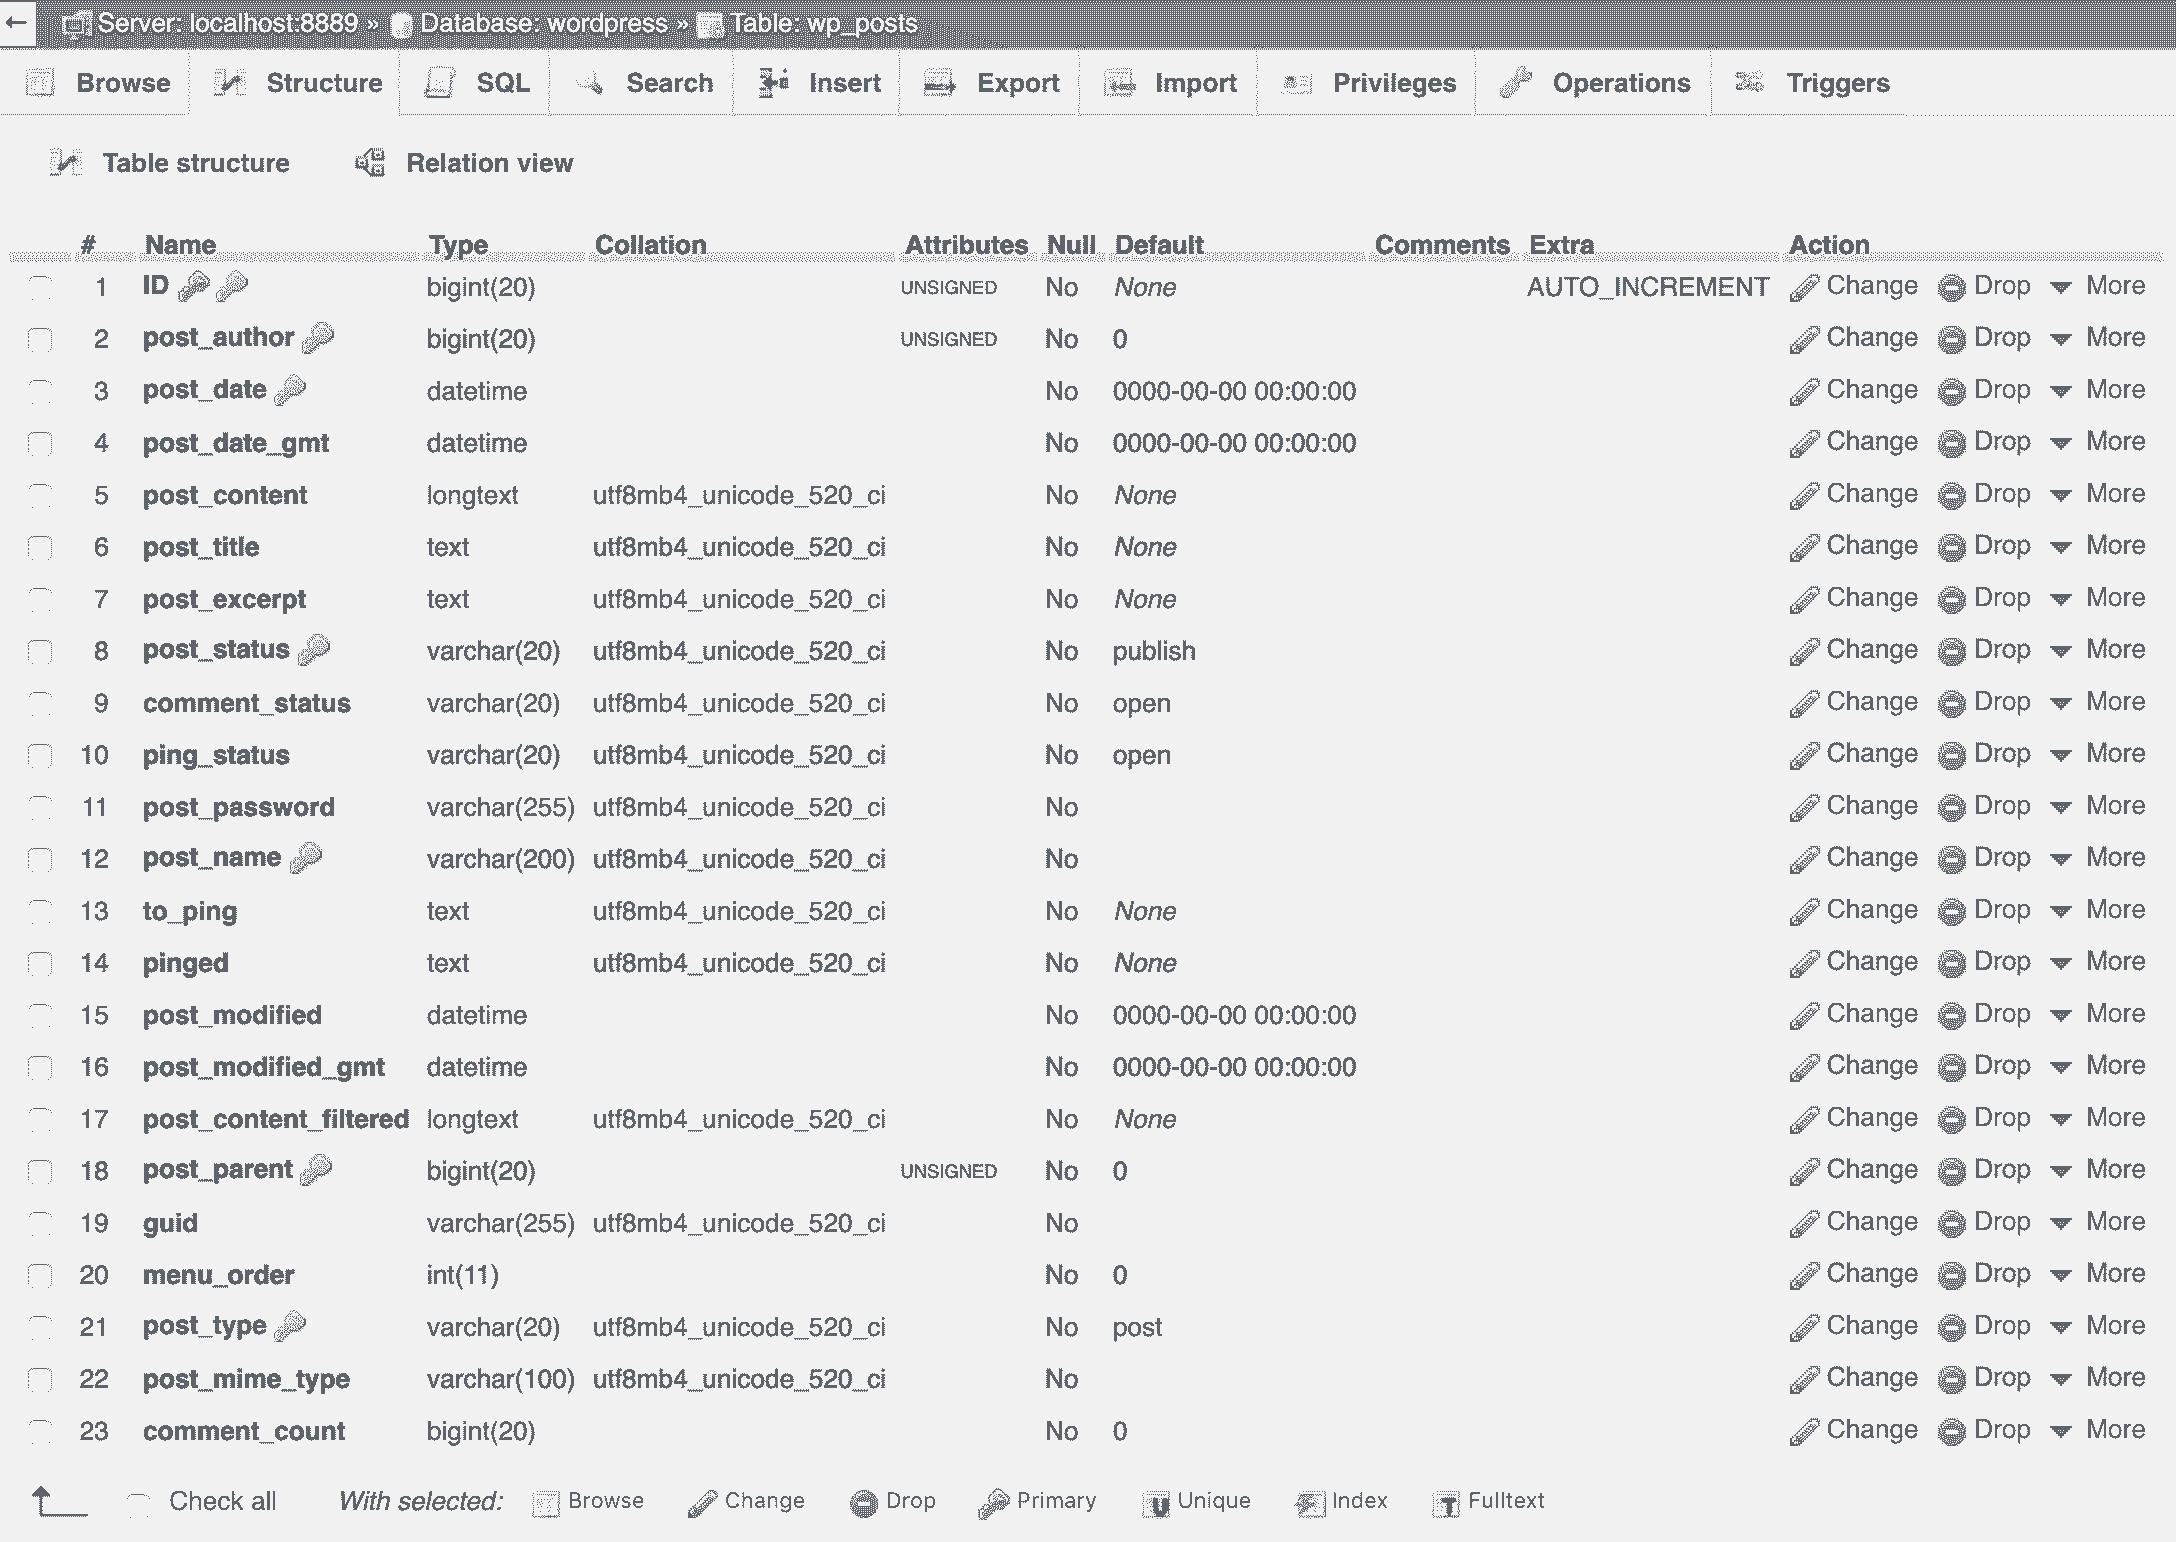 Server: localhost:8889 » Database: wordpress » Table: wp_posts
Browse Structure SQL Search Insert Export Import Privileges Operations Triggers
Table structure Relation view
# Name Type Collation Attributes Null Default Comments Extra Action
1 ID bigint(20) UNSIGNED No None AUTO_INCREMENT Change Drop More
2 post_author bigint(20) UNSIGNED No 0 Change Drop More
3 post_date datetime No 0000-00-00 00:00:00 Change Drop More
4 post_date_gmt datetime No 0000-00-00 00:00:00 Change Drop More
5 post_content longtext utf8mb4_unicode_520_ci No None Change Drop More
6 post_title text utf8mb4_unicode_520_ci No None Change Drop More
7 post_excerpt text utf8mb4_unicode_520_ci No None Change Drop More
8 post_status varchar(20) utf8mb4_unicode_520_ci No publish Change Drop More
9 comment_status varchar(20) utf8mb4_unicode_520_ci No open Change Drop More
10 ping_status varchar(20) utf8mb4_unicode_520_ci No open Change Drop More
11 post_password varchar(255) utf8mb4_unicode_520_ci No Change Drop More
12 post_name varchar(200) utf8mb4_unicode_520_ci No Change Drop More
13 to_ping text utf8mb4_unicode_520_ci No None Change Drop More
14 pinged text utf8mb4_unicode_520_ci No None Change Drop More
15 post_modified datetime No 0000-00-00 00:00:00 Change Drop More
16 post_modified_gmt datetime No 0000-00-00 00:00:00 Change Drop More
17 post_content_filtered longtext utf8mb4_unicode_520_ci No None Change Drop More
18 post_parent bigint(20) UNSIGNED No 0 Change Drop More
19 guid varchar(255) utf8mb4_unicode_520_ci No Change Drop More
20 menu_order int(11) No 0 Change Drop More
21 post_type varchar(20) utf8mb4_unicode_520_ci No post Change Drop More
22 post_mime_type varchar(100) utf8mb4_unicode_520_ci No Change Drop More
23 comment_count bigint(20) No 0 Change Drop More
Check all With selected: Browse Change Drop Primary Unique Index Fulltext